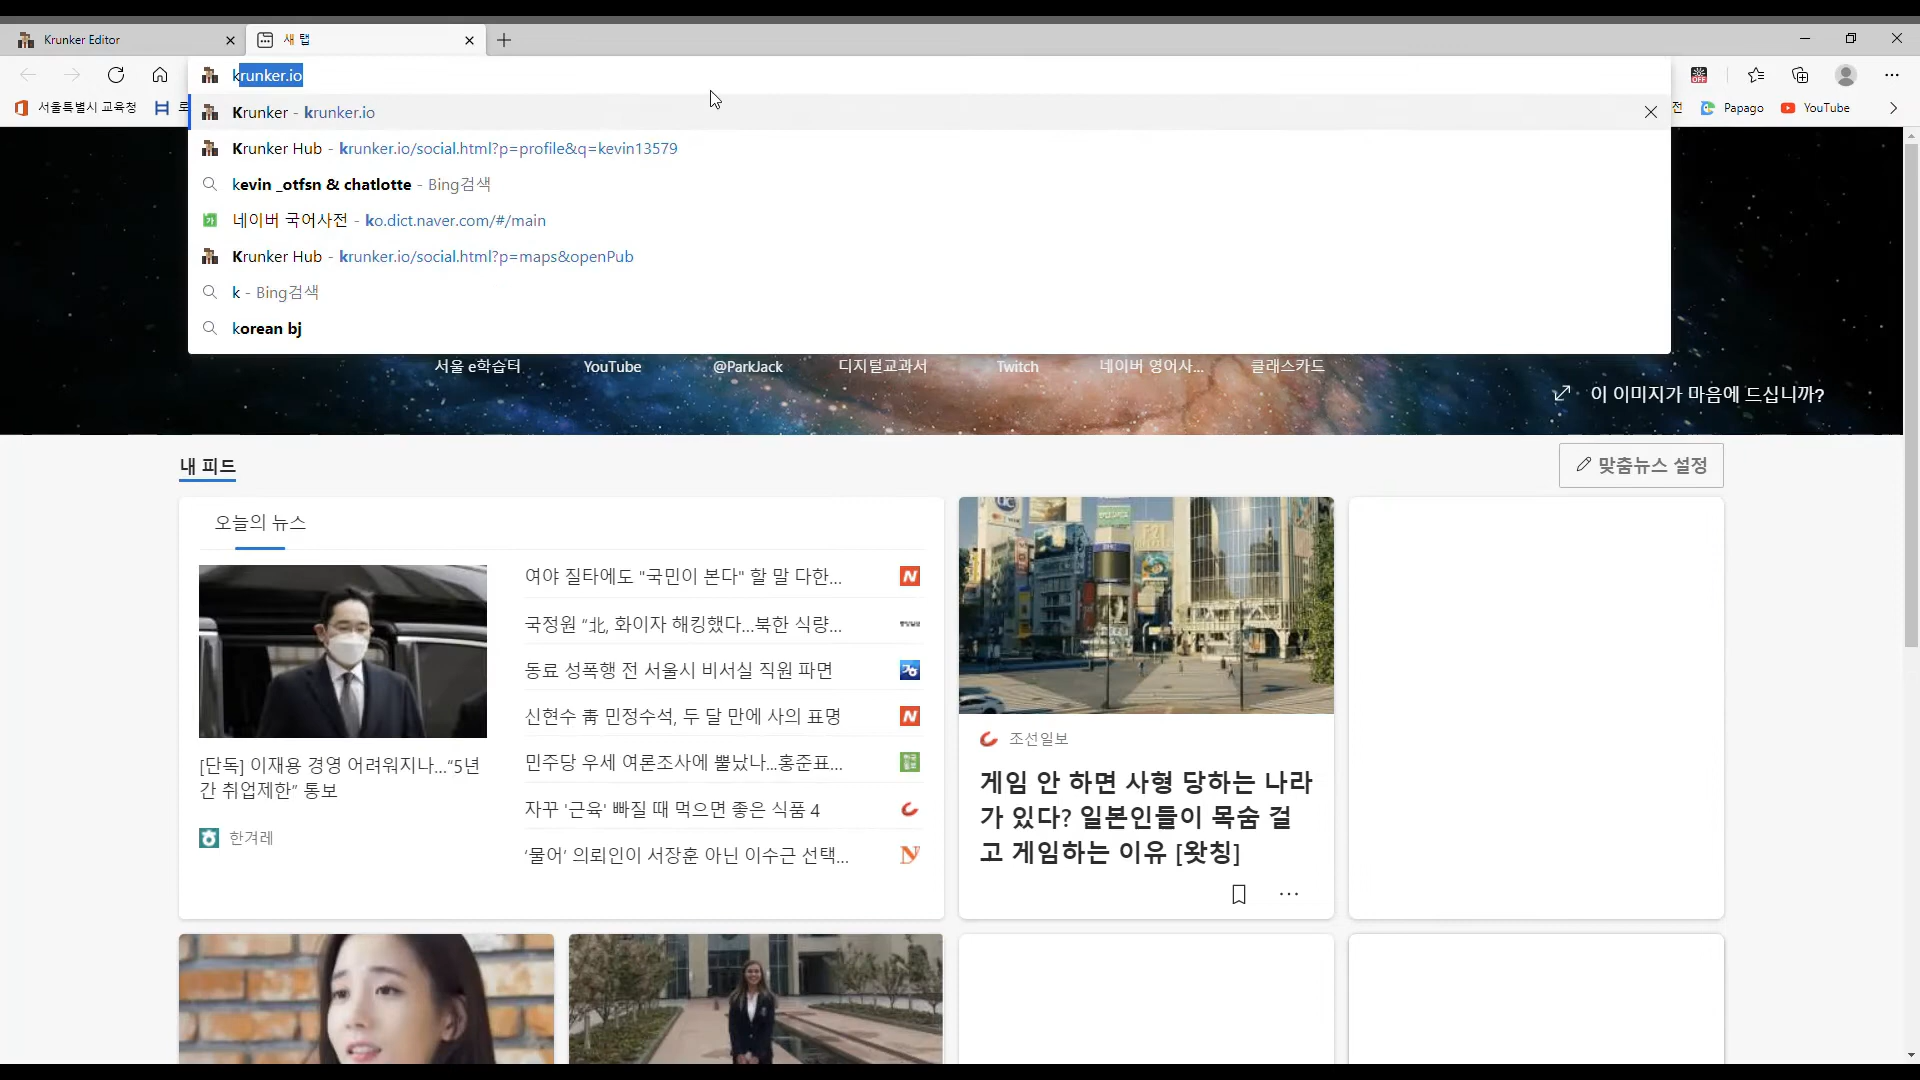 Krunker Editor
새 탭
krunker.io
서울특별시 교육청
로
전
Papago
YouTube
Krunker - krunker.io
Krunker Hub - krunker.io/social.html?p=profile&q=kevin13579
kevin _otfsn & chatlotte - Bing검색
네이버 국어사전 - ko.dict.naver.com/#/main
Krunker Hub - krunker.io/social.html?p=maps&openPub
k - Bing검색
korean bj
서울 e학습터
YouTube
@ParkJack
디지털교과서
Twitch
네이버 영어사...
클래스카드
이 이미지가 마음에 드십니까?
내 피드
맞춤뉴스 설정
오늘의 뉴스
[단독] 이재용 경영 어려워지나…“5년
간 취업제한” 통보
한겨레
여야 질타에도 "국민이 본다" 할 말 다한...
국정원 “北, 화이자 해킹했다…북한 식량...
동료 성폭행 전 서울시 비서실 직원 파면
신현수 靑 민정수석, 두 달 만에 사의 표명
민주당 우세 여론조사에 뿔났나…홍준표...
자꾸 '근육' 빠질 때 먹으면 좋은 식품 4
‘물어’ 의뢰인이 서장훈 아닌 이수근 선택...
조선일보
게임 안 하면 사형 당하는 나라
가 있다? 일본인들이 목숨 걸
고 게임하는 이유 [왓칭]